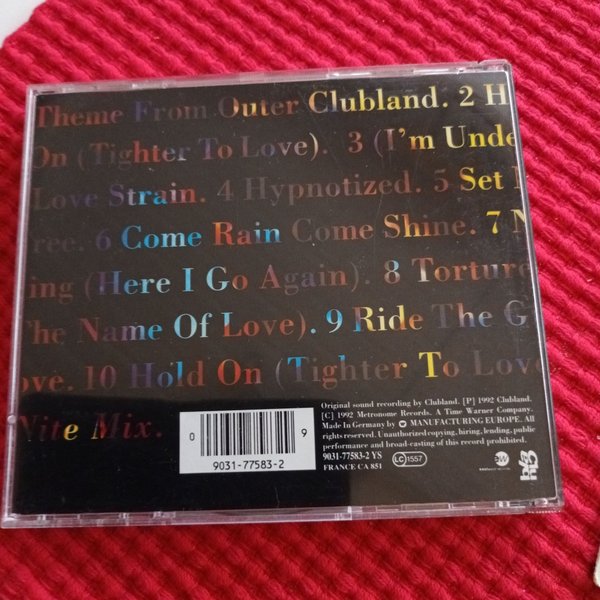 Theme From Outer Clubland. 2 H
On (Tighter To Love). 3 (I'm Unde
Love Strain. 4 Hypnotized. 5 Set
ree. 6 Come Rain Come Shine. 7 N
ing (Here I Go Again). 8 Torture
The Name Of Love). 9 Ride The G
ove. 10 Hold On (Tighter To Love
Nite Mix.
0 9
9031-77583-2
Original sound recording by Clubland. [P] 1992 Clubland.
[C] 1992 Metronome Records. A Time Warner Company.
Made In Germany by MANUFACTURING EUROPE. All
rights reserved. Unauthorized copying, hiring, lending, public
performance and broad-casting of this record prohibited.
9031-77583-2 YS
FRANCE CA 851
LC 1557